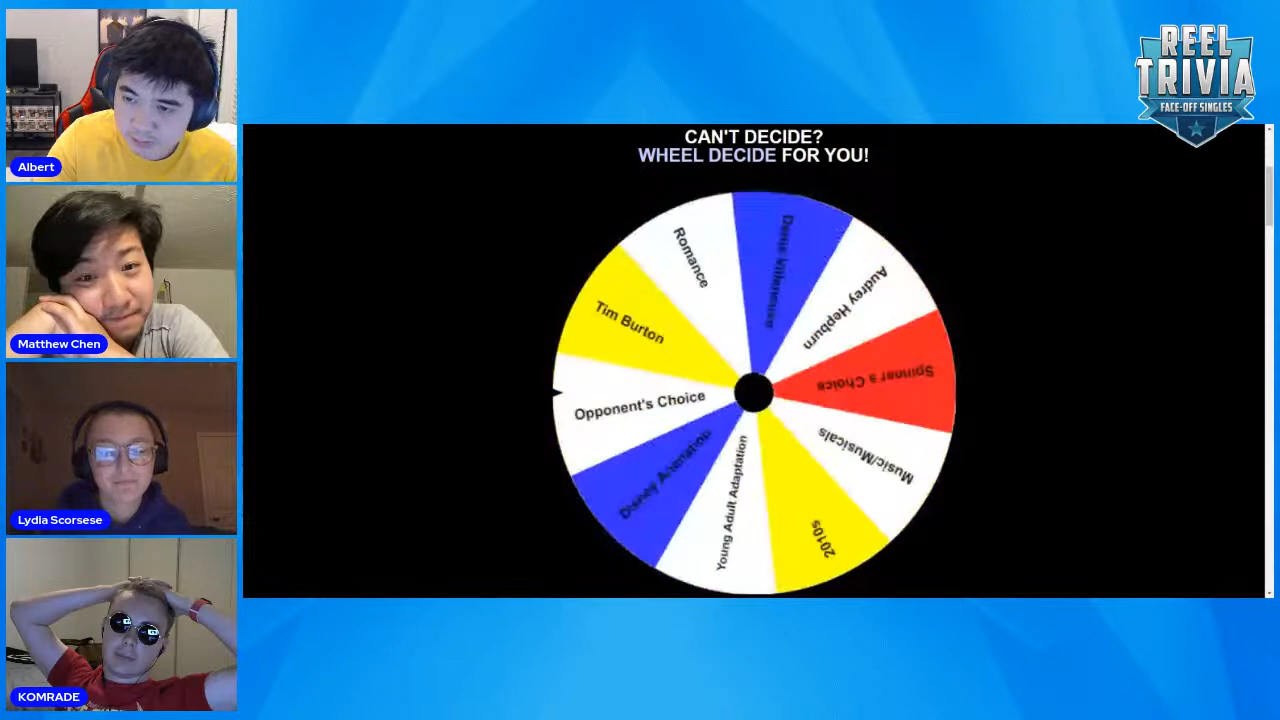 Albert
Matthew Chen
Lydia Scorsese
KOMRADE
REEL
TRIVIA
FACE-OFF SINGLES
CAN'T DECIDE?
WHEEL DECIDE FOR YOU!
Romance
Denis Villeneuve
Audrey Hepburn
Spinner's Choice
Music/Musicals
2010s
Young Adult Adaptation
Disney Animation
Opponent's Choice
Tim Burton